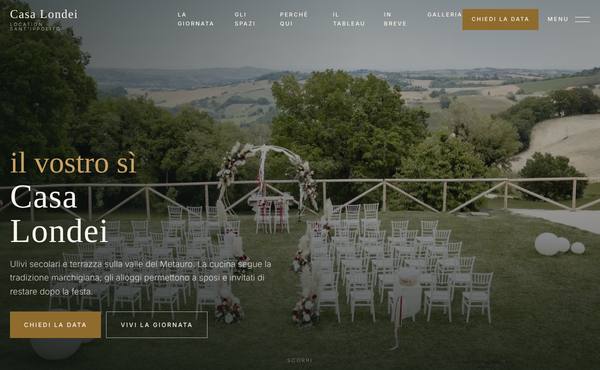 Casa Londei
LOCATION ·
SANT'IPPOLITO
LA GIORNATA
GLI SPAZI
PERCHÉ QUI
IL TABLEAU
IN BREVE
GALLERIA
CHIEDI LA DATA
MENU
il vostro sì
Casa
Londei
Ulivi secolari e terrazza sulla valle del Metauro. La cucina segue la
tradizione marchigiana; gli alloggi permettono a sposi e invitati di
restare dopo la festa.
CHIEDI LA DATA
VIVI LA GIORNATA
SCORRI